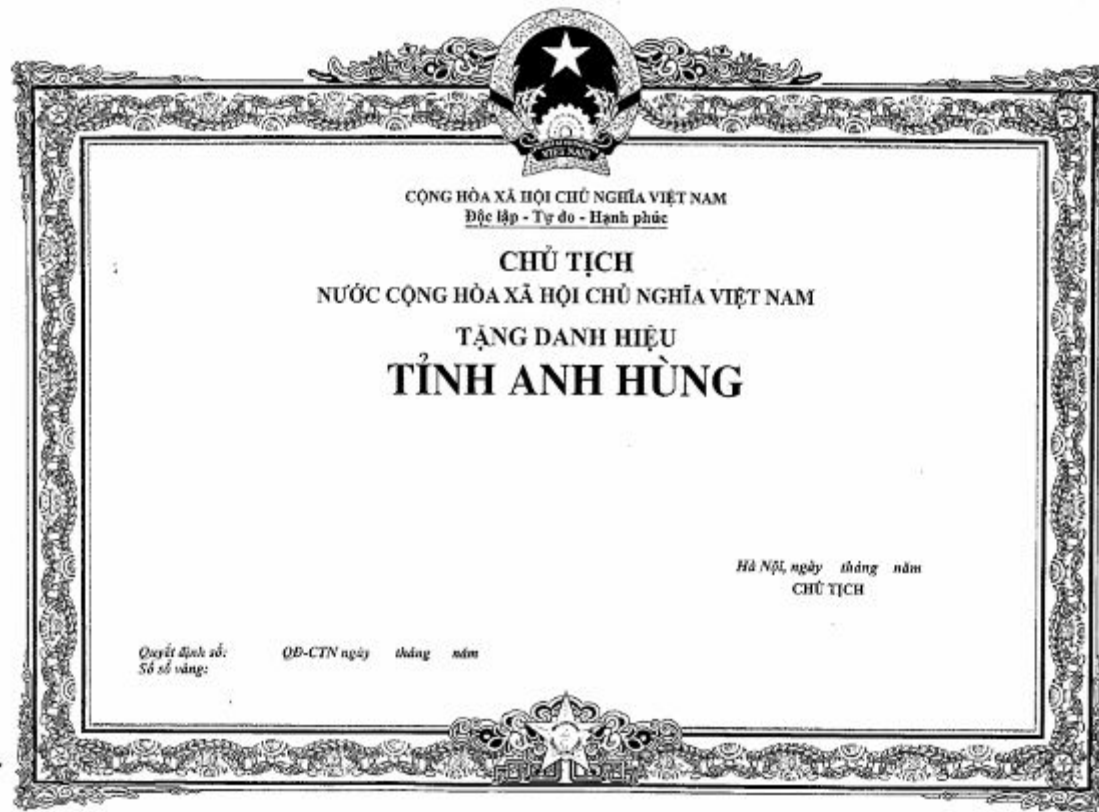 VIỆT NAM
CỘNG HÒA XÃ HỘI CHỦ NGHĨA VIỆT NAM
Độc lập - Tự do - Hạnh phúc
CHỦ TỊCH
NƯỚC CỘNG HÒA XÃ HỘI CHỦ NGHĨA VIỆT NAM
TẶNG DANH HIỆU
TỈNH ANH HÙNG
Hà Nội, ngày tháng năm
CHỦ TỊCH
Quyết định số: QĐ-CTN ngày tháng năm
Số sổ vàng: